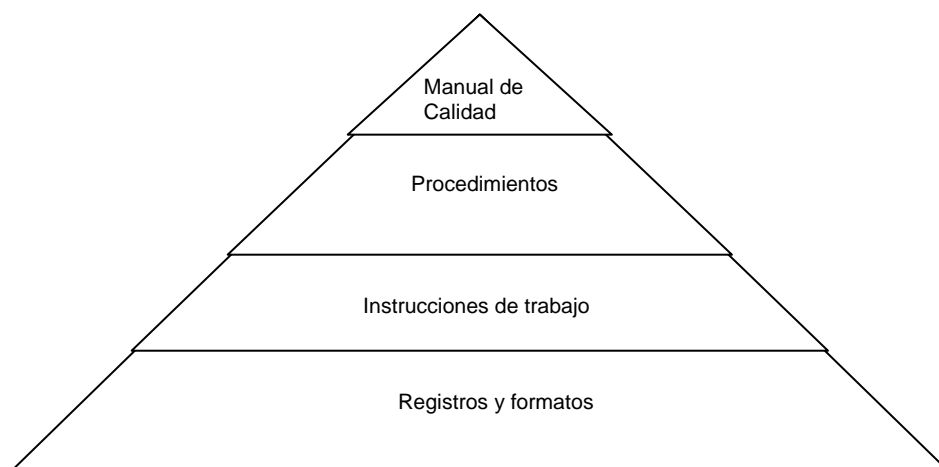 Manual de
Calidad
Procedimientos
Instrucciones de trabajo
Registros y formatos